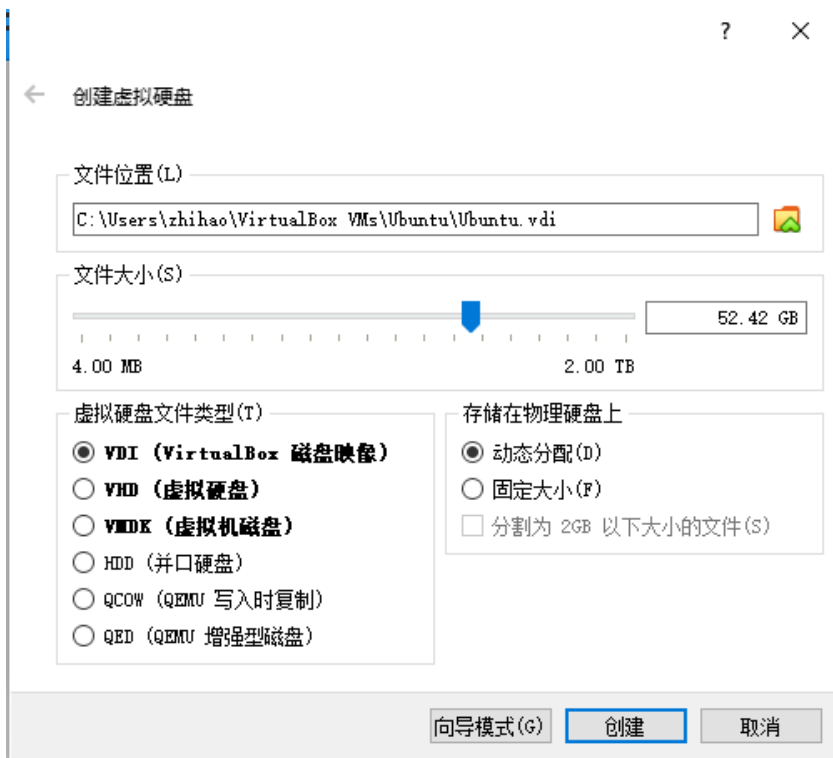 ?
创建虚拟硬盘
文件位置(L)
C:\Users\zhihao\VirtualBox VMs\Ubuntu\Ubuntu.vdi
文件大小(S)
52.42 GB
4.00 MB 2.00 TB
虚拟硬盘文件类型(T)
VDI (VirtualBox 磁盘映像)
VHD (虚拟硬盘)
VMDK (虚拟机磁盘)
HDD (并口硬盘)
QCOW (QEMU 写入时复制)
QED (QEMU 增强型磁盘)
存储在物理硬盘上
动态分配(D)
固定大小(F)
分割为 2GB 以下大小的文件(S)
向导模式(G) 创建 取消